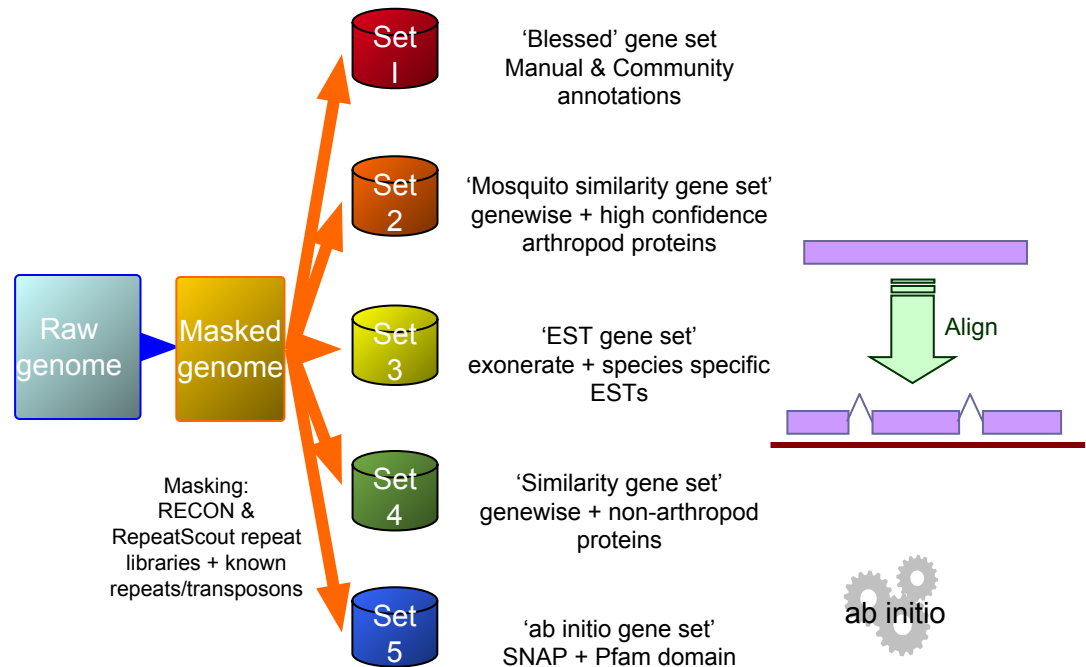 Set
1
‘Blessed’ gene set
Manual & Community
annotations
Set
2
‘Mosquito similarity gene set’
genewise + high confidence
arthropod proteins
Raw
genome
Masked
genome
Set
3
‘EST gene set’
exonerate + species specific
ESTs
Align
Masking:
RECON &
RepeatScout repeat
libraries + known
repeats/transposons
Set
4
‘Similarity gene set’
genewise + non-arthropod
proteins
Set
5
‘ab initio gene set’
SNAP + Pfam domain
ab initio